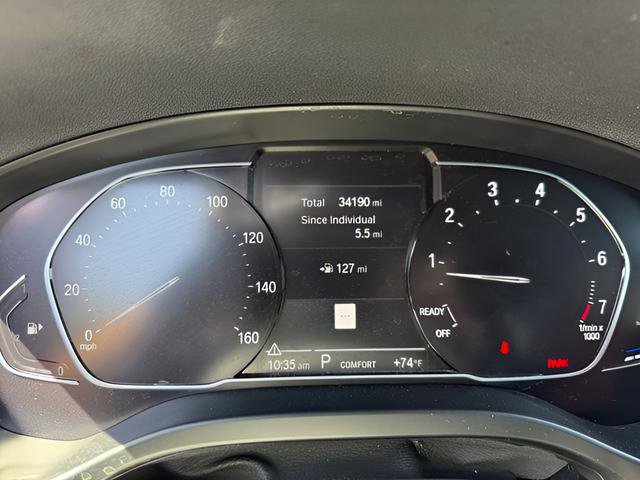 Total 34190 mi
Since Individual
5.5 mi
127 mi
---
10:35 am P COMFORT +74°F
0 20 40 60 80 100 120 140 160
mph
1 2 3 4 5 6 7
1/min x
1000
READY
OFF
PARK
0